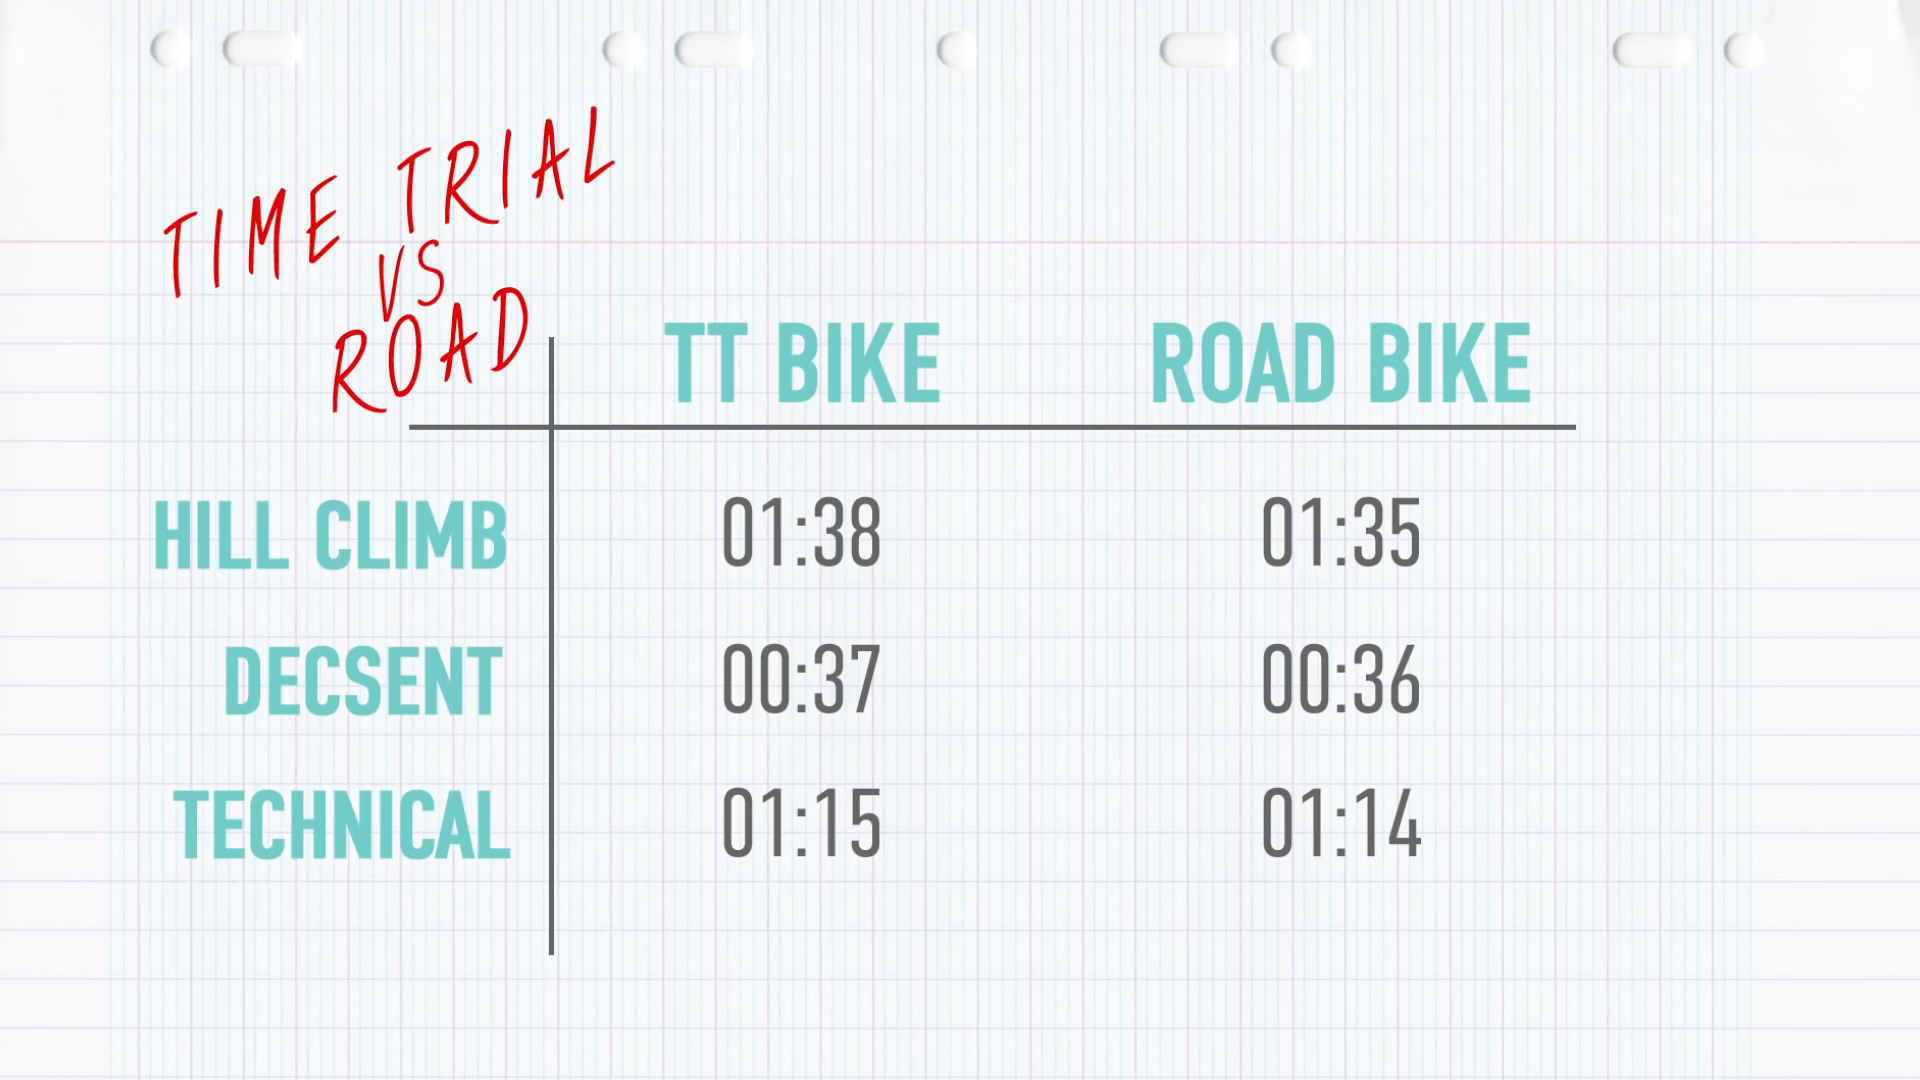 TIME TRIAL
VS
ROAD
TT BIKE ROAD BIKE
HILL CLIMB 01:38 01:35
DECSENT 00:37 00:36
TECHNICAL 01:15 01:14